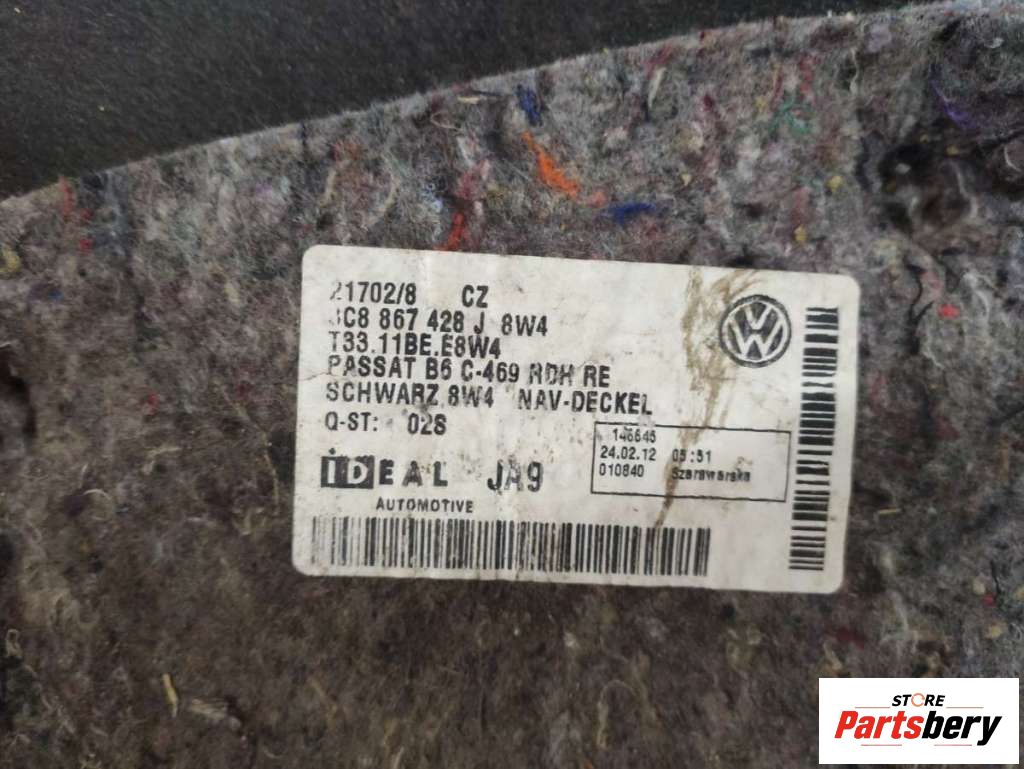 21702/8 CZ
3C8 867 428 J 8W4
T33.11BE.E8W4
PASSAT B6 C-469 RDH RE
SCHWARZ 8W4 NAV-DECKEL
Q-ST: 02S
146645
24.02.12 05:51
010840 Szarawarska
iDEAL JA9
AUTOMOTIVE
STORE
Partsbery